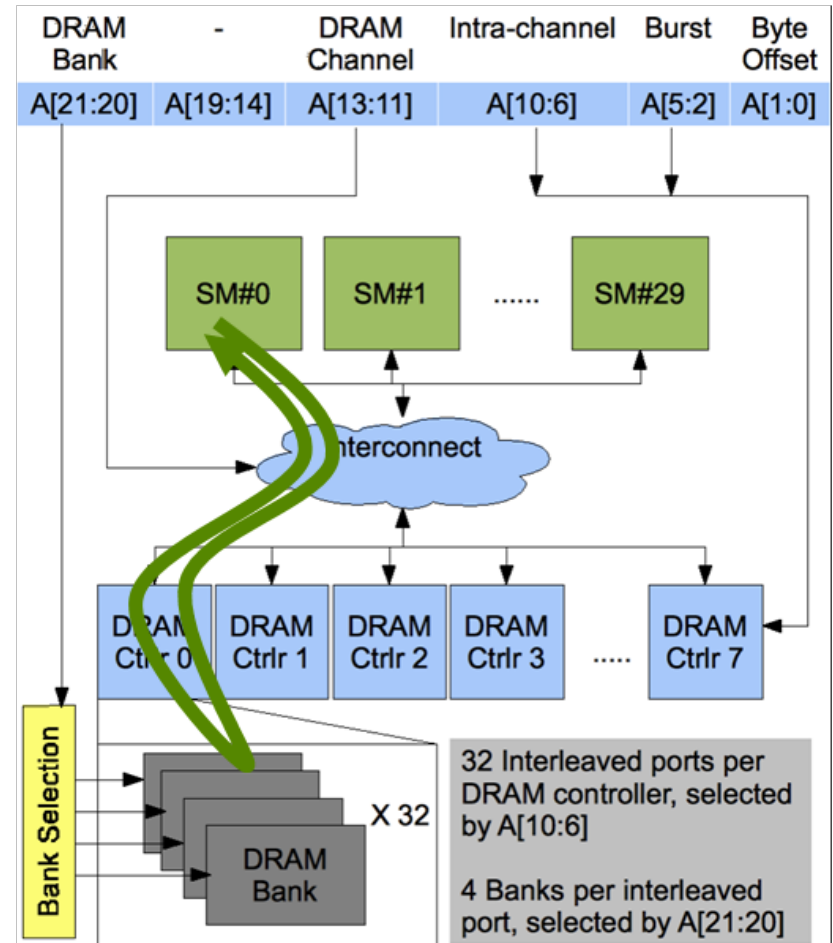 DRAM Bank
-
DRAM Channel
Intra-channel
Burst
Byte Offset
A[21:20]
A[19:14]
A[13:11]
A[10:6]
A[5:2]
A[1:0]
SM#0
SM#1
......
SM#29
Interconnect
DRAM
Ctrlr 0
DRAM
Ctrlr 1
DRAM
Ctrlr 2
DRAM
Ctrlr 3
.....
DRAM
Ctrlr 7
Bank Selection
X 32
DRAM
Bank
32 Interleaved ports per
DRAM controller, selected
by A[10:6]
4 Banks per interleaved
port, selected by A[21:20]